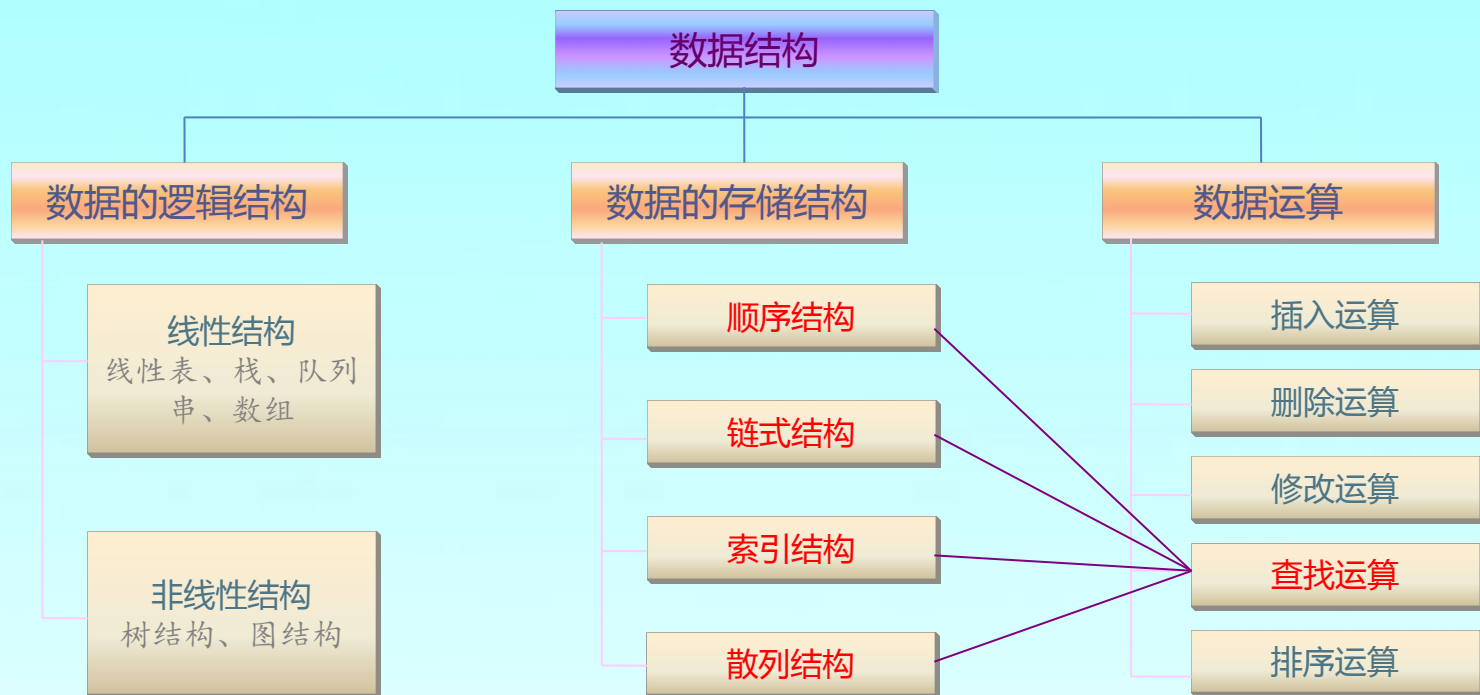 数据结构
数据的逻辑结构
线性结构
线性表、栈、队列
串、数组
非线性结构
树结构、图结构
数据的存储结构
顺序结构
链式结构
索引结构
散列结构
数据运算
插入运算
删除运算
修改运算
查找运算
排序运算